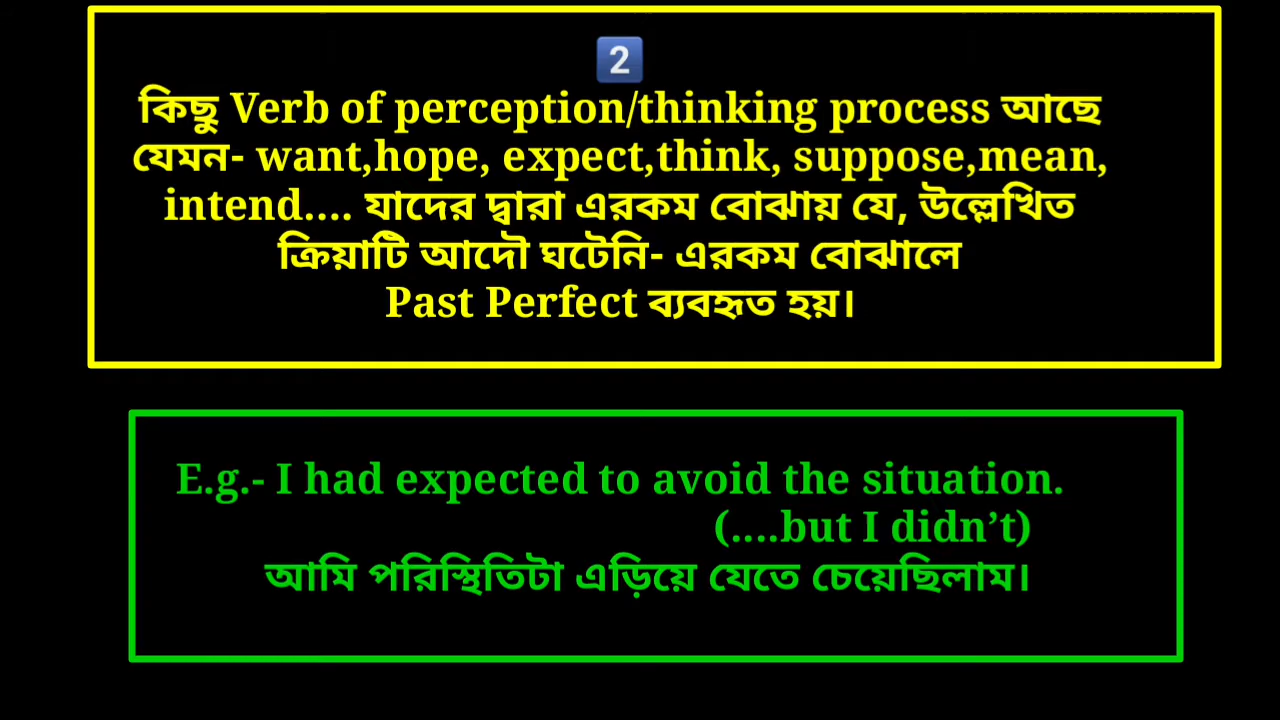 2
কিছু Verb of perception/thinking process আছে
যেমন- want,hope, expect,think, suppose,mean,
intend.... যাদের দ্বারা এরকম বোঝায় যে, উল্লেখিত
ক্রিয়াটি আদৌ ঘটেনি- এরকম বোঝালে
Past Perfect ব্যবহৃত হয়।
E.g.- I had expected to avoid the situation.
(....but I didn’t)
আমি পরিস্থিতিটা এড়িয়ে যেতে চেয়েছিলাম।